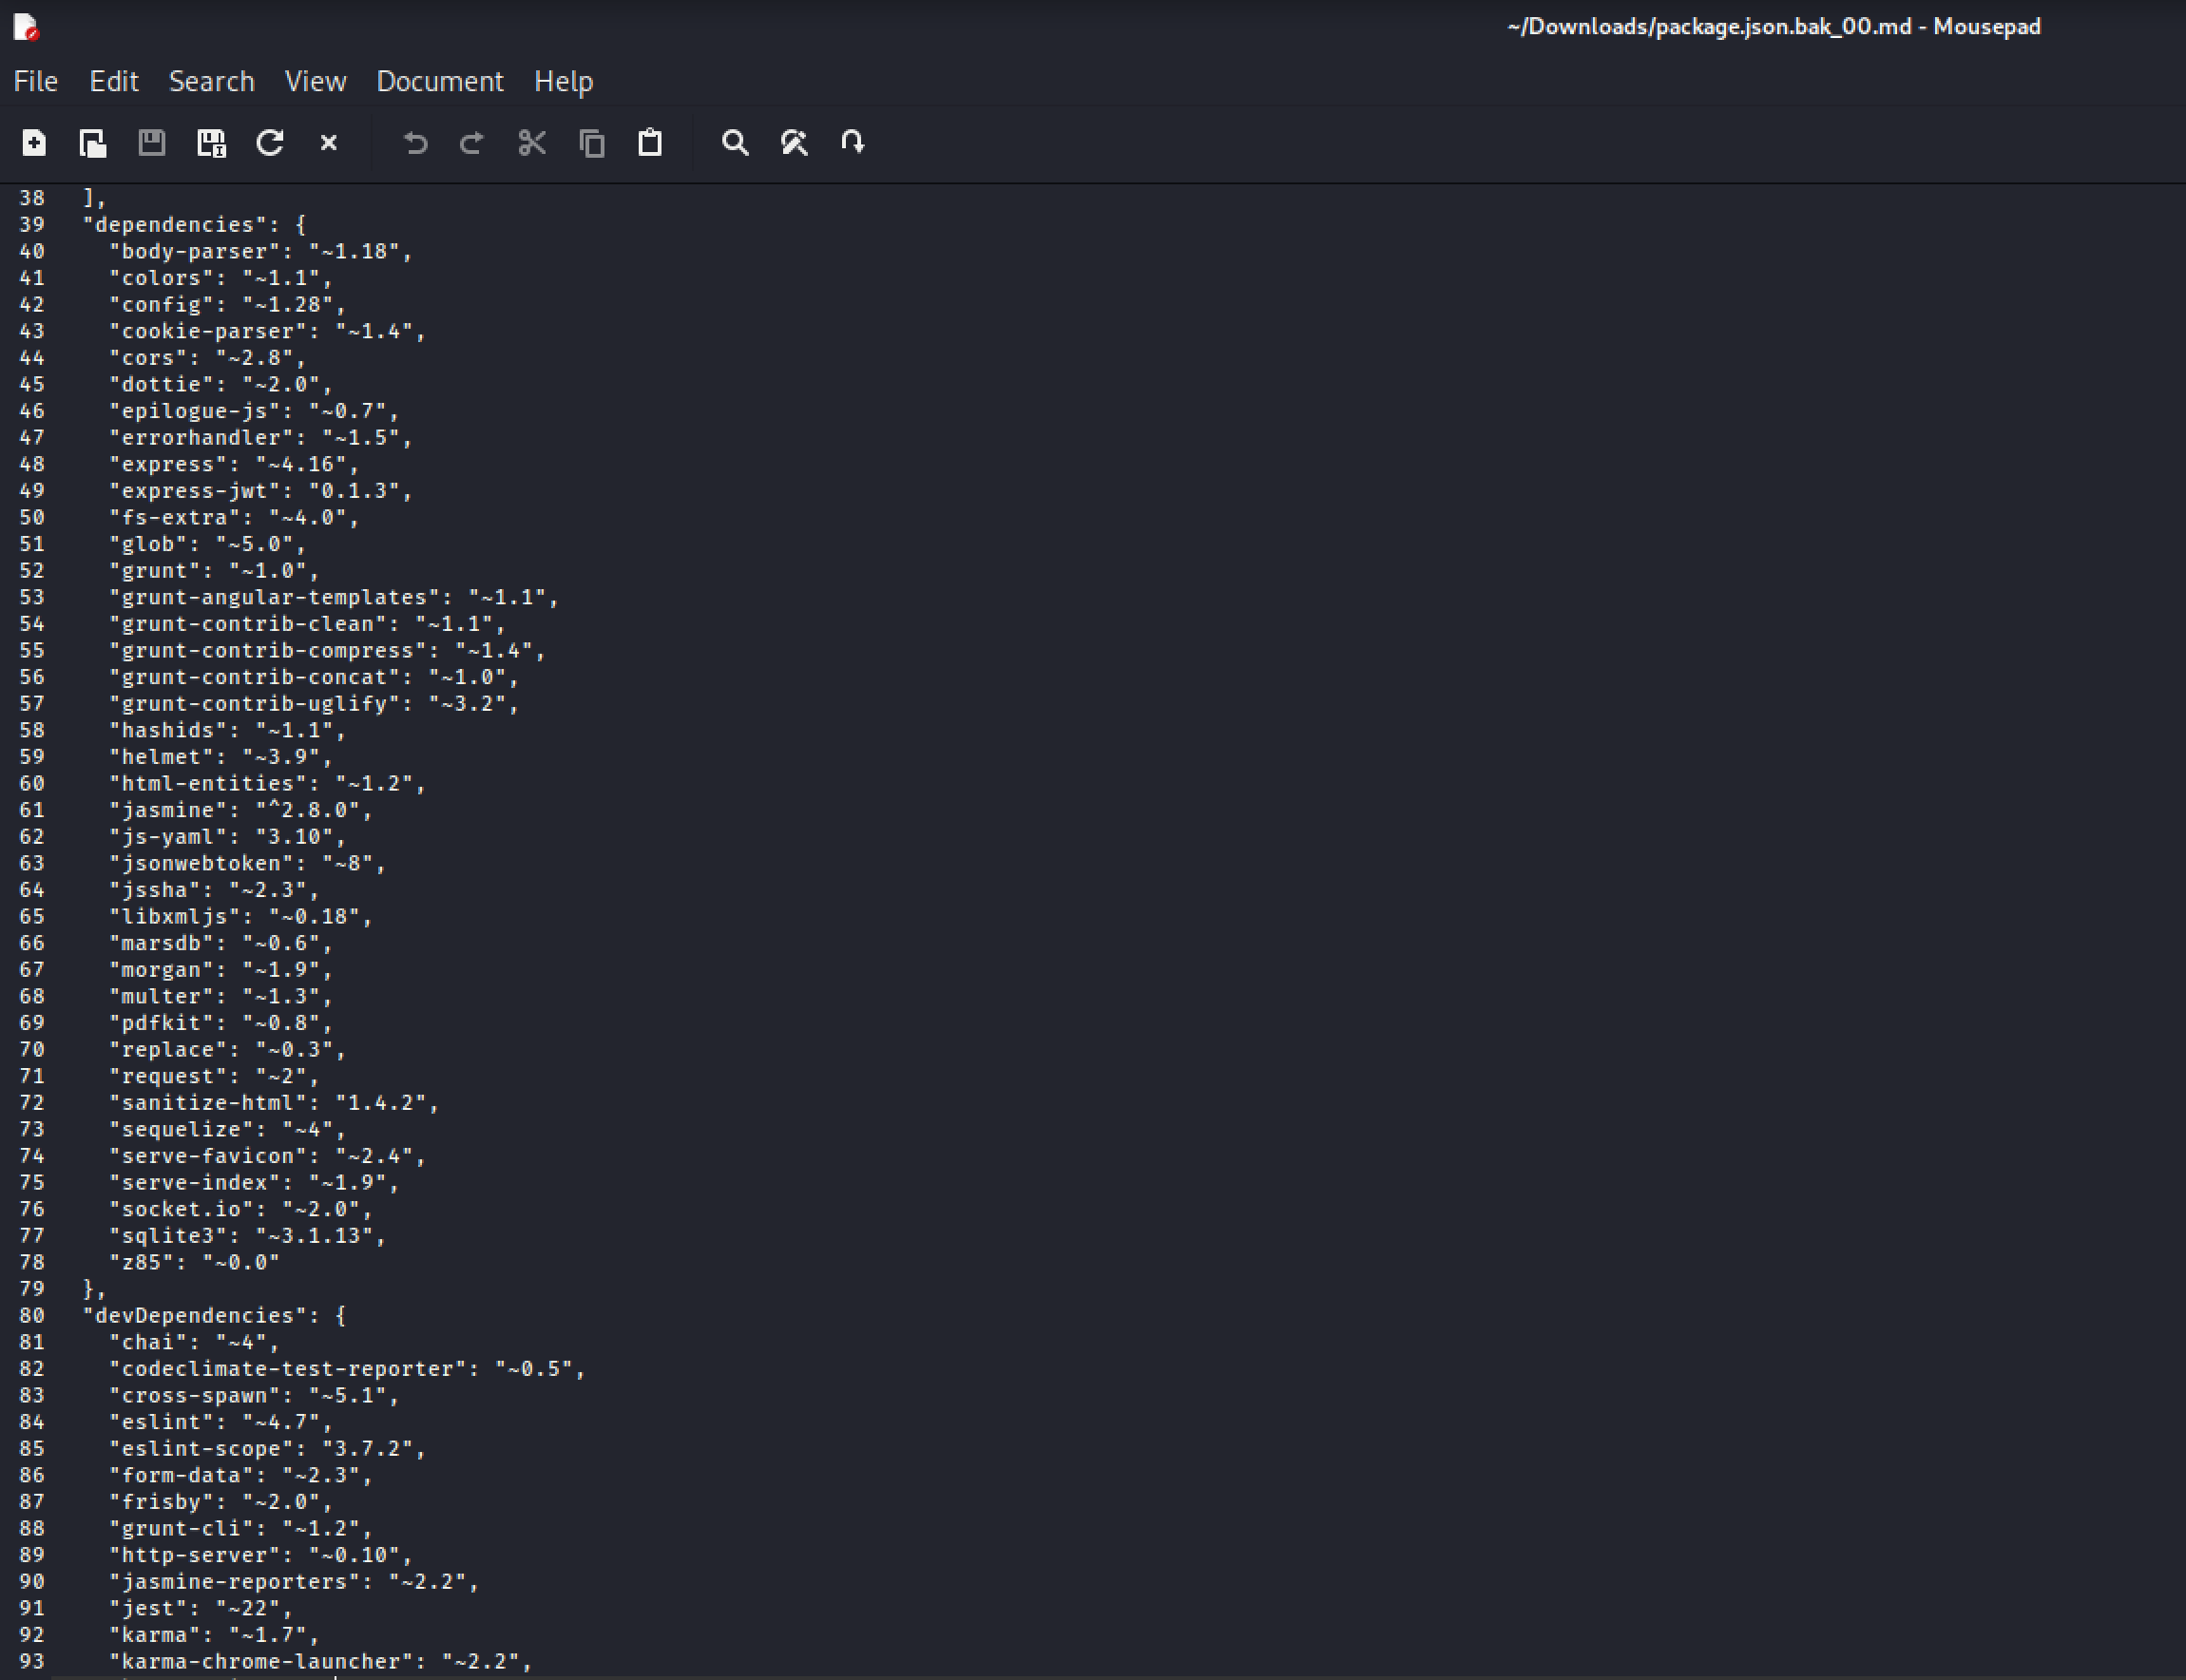 ~/Downloads/package.json.bak_00.md - Mousepad
File Edit Search View Document Help
38 ],
39 "dependencies": {
40 "body-parser": "~1.18",
41 "colors": "~1.1",
42 "config": "~1.28",
43 "cookie-parser": "~1.4",
44 "cors": "~2.8",
45 "dottie": "~2.0",
46 "epilogue-js": "~0.7",
47 "errorhandler": "~1.5",
48 "express": "~4.16",
49 "express-jwt": "0.1.3",
50 "fs-extra": "~4.0",
51 "glob": "~5.0",
52 "grunt": "~1.0",
53 "grunt-angular-templates": "~1.1",
54 "grunt-contrib-clean": "~1.1",
55 "grunt-contrib-compress": "~1.4",
56 "grunt-contrib-concat": "~1.0",
57 "grunt-contrib-uglify": "~3.2",
58 "hashids": "~1.1",
59 "helmet": "~3.9",
60 "html-entities": "~1.2",
61 "jasmine": "^2.8.0",
62 "js-yaml": "3.10",
63 "jsonwebtoken": "~8",
64 "jssha": "~2.3",
65 "libxmljs": "~0.18",
66 "marsdb": "~0.6",
67 "morgan": "~1.9",
68 "multer": "~1.3",
69 "pdfkit": "~0.8",
70 "replace": "~0.3",
71 "request": "~2",
72 "sanitize-html": "1.4.2",
73 "sequelize": "~4",
74 "serve-favicon": "~2.4",
75 "serve-index": "~1.9",
76 "socket.io": "~2.0",
77 "sqlite3": "~3.1.13",
78 "z85": "~0.0"
79 },
80 "devDependencies": {
81 "chai": "~4",
82 "codeclimate-test-reporter": "~0.5",
83 "cross-spawn": "~5.1",
84 "eslint": "~4.7",
85 "eslint-scope": "3.7.2",
86 "form-data": "~2.3",
87 "frisby": "~2.0",
88 "grunt-cli": "~1.2",
89 "http-server": "~0.10",
90 "jasmine-reporters": "~2.2",
91 "jest": "~22",
92 "karma": "~1.7",
93 "karma-chrome-launcher": "~2.2",